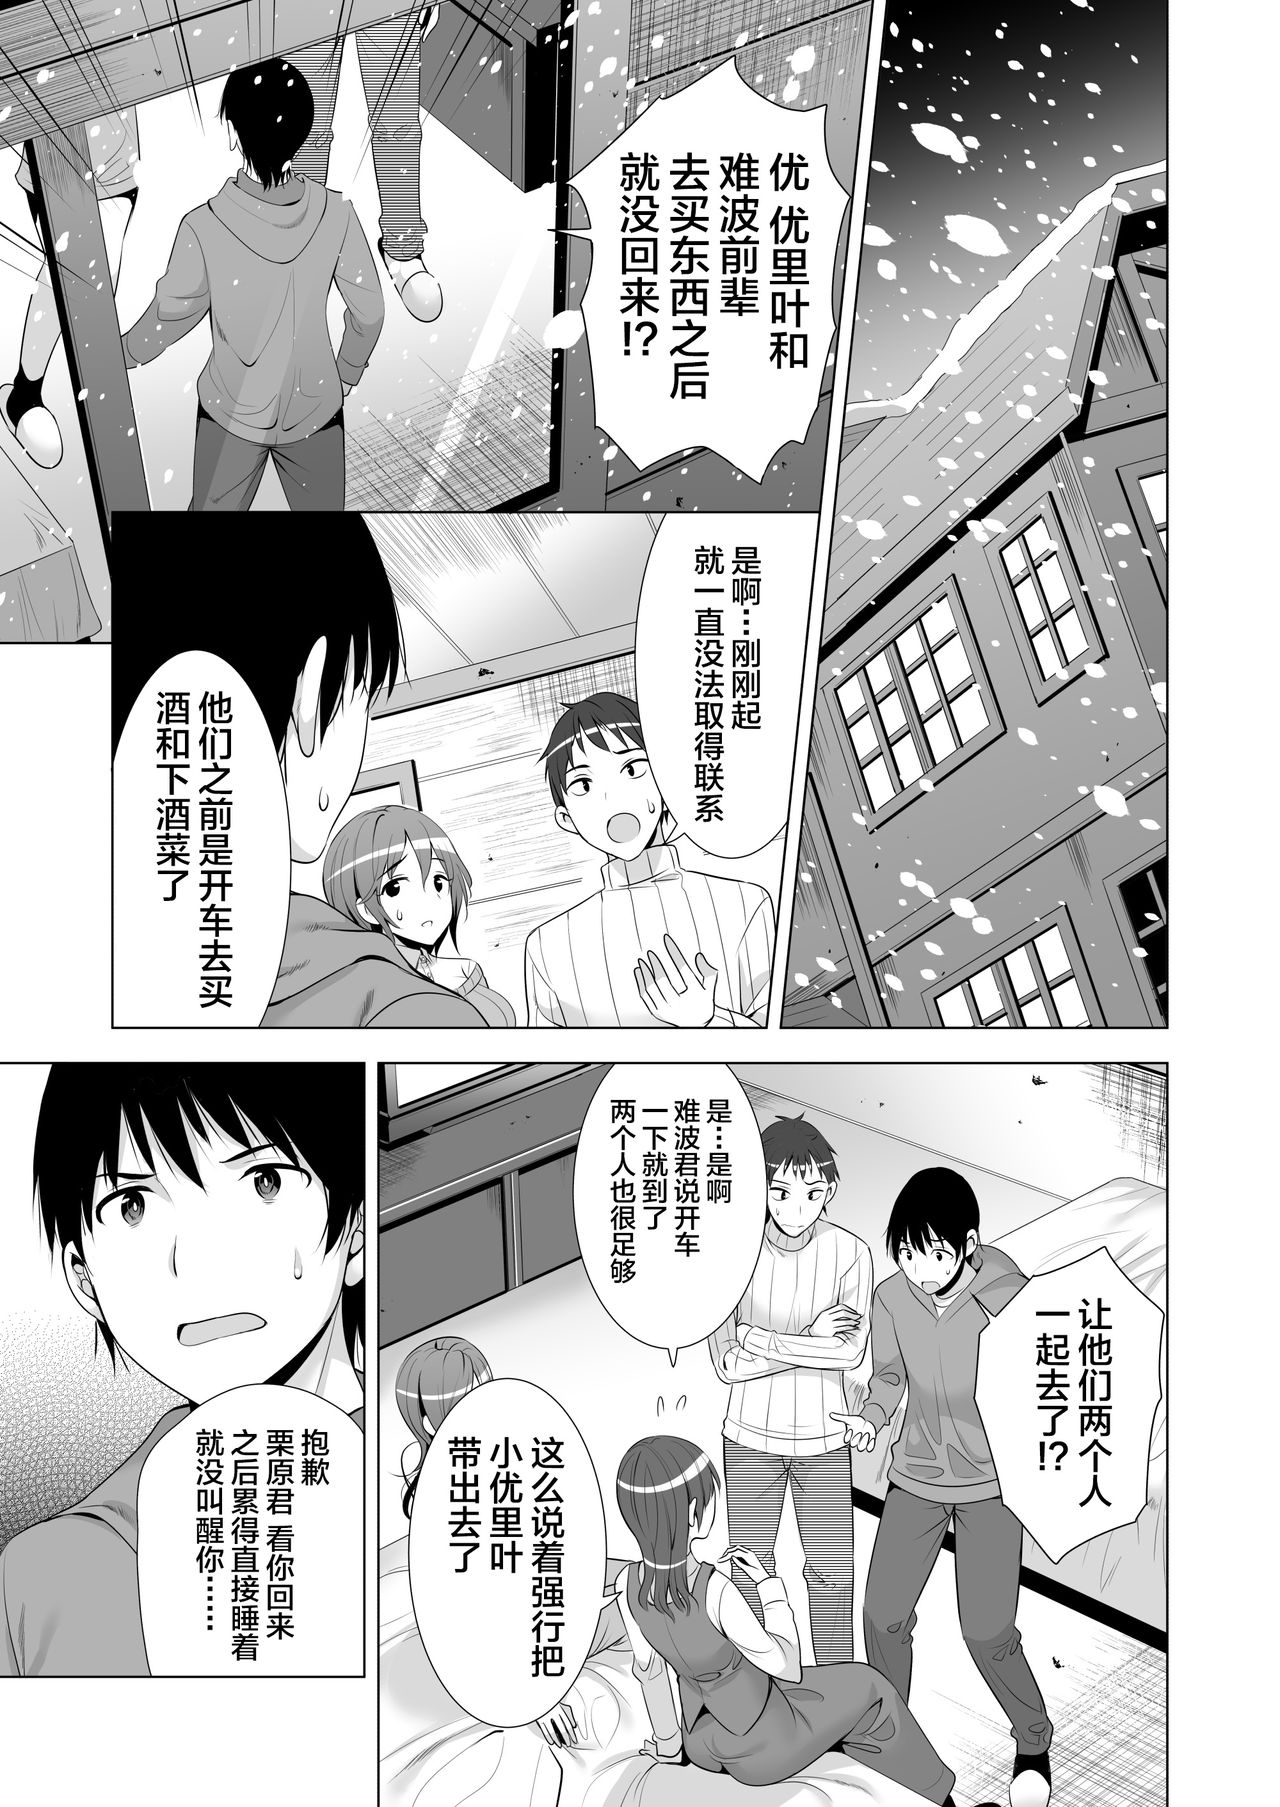 优 优里叶和
难波前辈
去买东西之后
就没回来!?
是啊…刚刚起
就一直没法取得联系
他们之前是开车去买
酒和下酒菜了
让他们两个人
一起去了!?
是…是啊
难波君说开车
一下就到了
两个人也很足够
这么说着强行把
小优里叶
带出去了
抱歉
栗原君 看你回来
之后累得直接睡着
就没叫醒你……